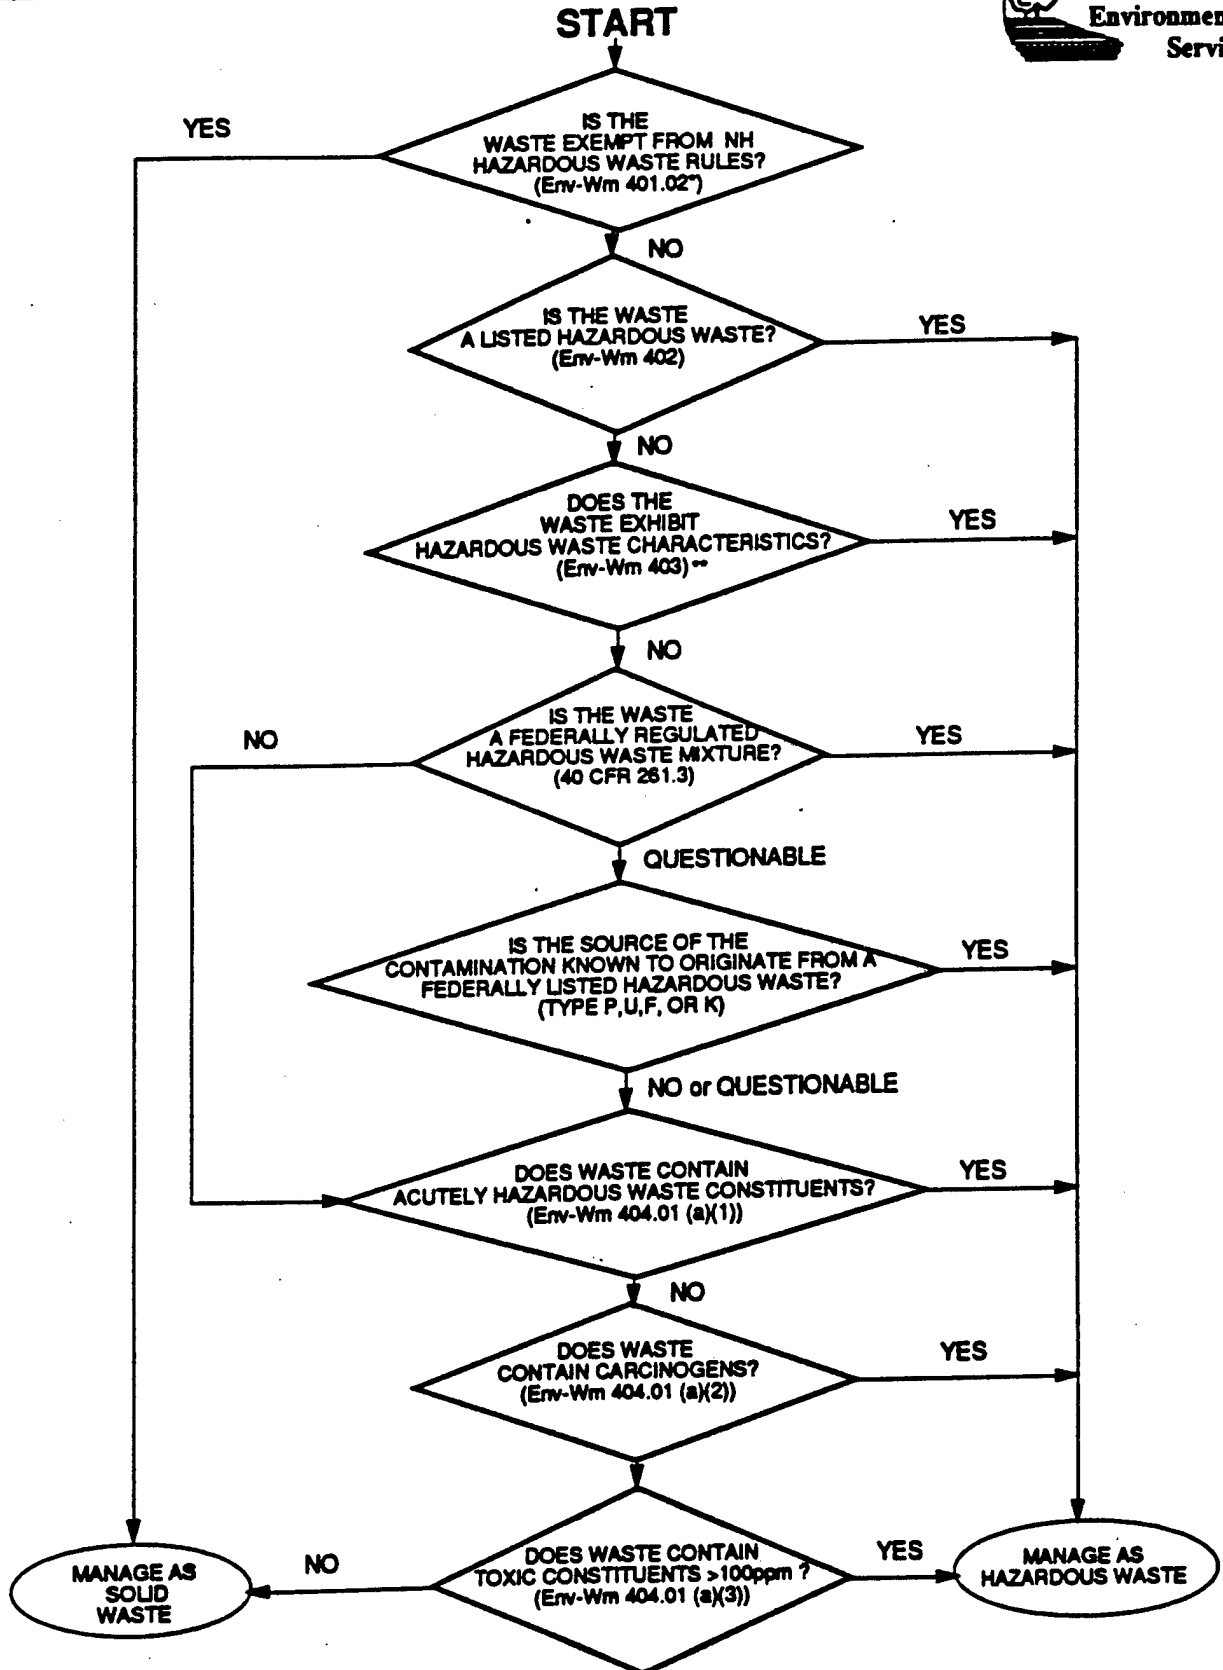 START
Environmen
Servi
YES
IS THE
WASTE EXEMPT FROM NH
HAZARDOUS WASTE RULES?
(Env-Wm 401.02*)
NO
IS THE WASTE
A LISTED HAZARDOUS WASTE?
(Env-Wm 402)
YES
NO
DOES THE
WASTE EXHIBIT
HAZARDOUS WASTE CHARACTERISTICS?
(Env-Wm 403)**
YES
NO
IS THE WASTE
A FEDERALLY REGULATED
HAZARDOUS WASTE MIXTURE?
(40 CFR 261.3)
NO
YES
QUESTIONABLE
IS THE SOURCE OF THE
CONTAMINATION KNOWN TO ORIGINATE FROM A
FEDERALLY LISTED HAZARDOUS WASTE?
(TYPE P,U,F, OR K)
YES
NO or QUESTIONABLE
DOES WASTE CONTAIN
ACUTELY HAZARDOUS WASTE CONSTITUENTS?
(Env-Wm 404.01 (a)(1))
YES
NO
DOES WASTE
CONTAIN CARCINOGENS?
(Env-Wm 404.01 (a)(2))
YES
DOES WASTE CONTAIN
TOXIC CONSTITUENTS >100ppm ?
(Env-Wm 404.01 (a)(3))
NO
YES
MANAGE AS
SOLID
WASTE
MANAGE AS
HAZARDOUS WASTE